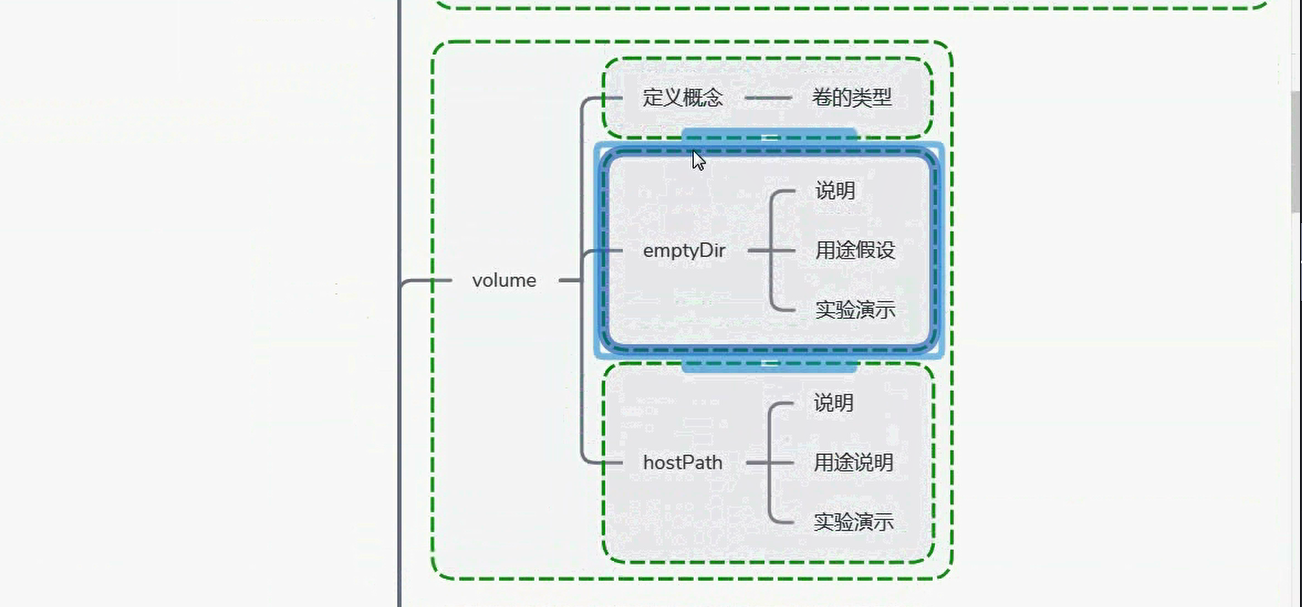 volume
定义概念
卷的类型
emptyDir
说明
用途假设
实验演示
hostPath
说明
用途说明
实验演示